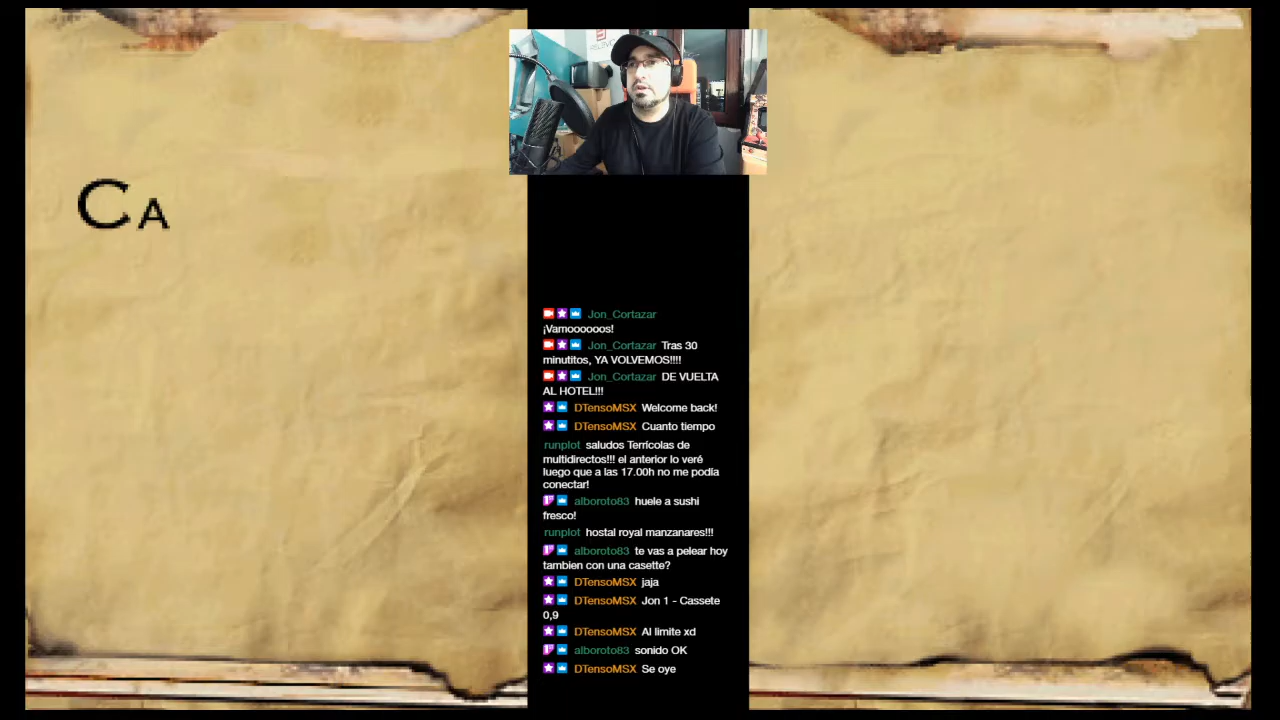 CA
Jon_Cortazar
¡Vamoooooos!
Jon_Cortazar Tras 30
minutitos, YA VOLVEMOS!!!!
Jon_Cortazar DE VUELTA
AL HOTEL!!!
DTensoMSX Welcome back!
DTensoMSX Cuanto tiempo
runplot saludos Terrícolas de
multidirectos!!! el anterior lo veré
luego que a las 17.00h no me podía
conectar!
alboroto83 huele a sushi
fresco!
runplot hostal royal manzanares!!!
alboroto83 te vas a pelear hoy
tambien con una casette?
DTensoMSX jaja
DTensoMSX Jon 1 - Cassete
0,9
DTensoMSX Al limite xd
alboroto83 sonido OK
DTensoMSX Se oye